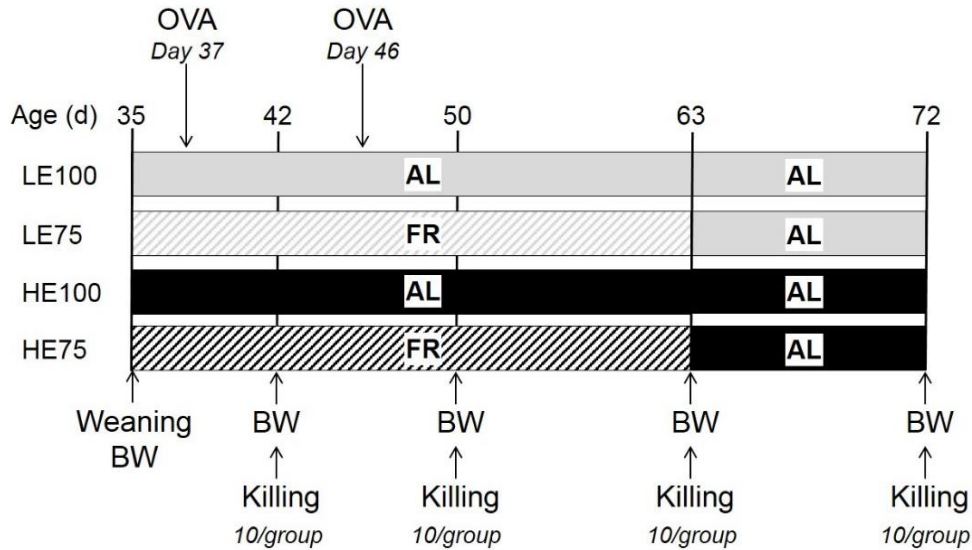 OVA OVA
Day 37 Day 46
Age (d) 35 42 50 63 72
LE100 AL AL
LE75 FR AL
HE100 AL AL
HE75 FR AL
Weaning BW BW BW BW
BW
Killing Killing Killing Killing
10/group 10/group 10/group 10/group